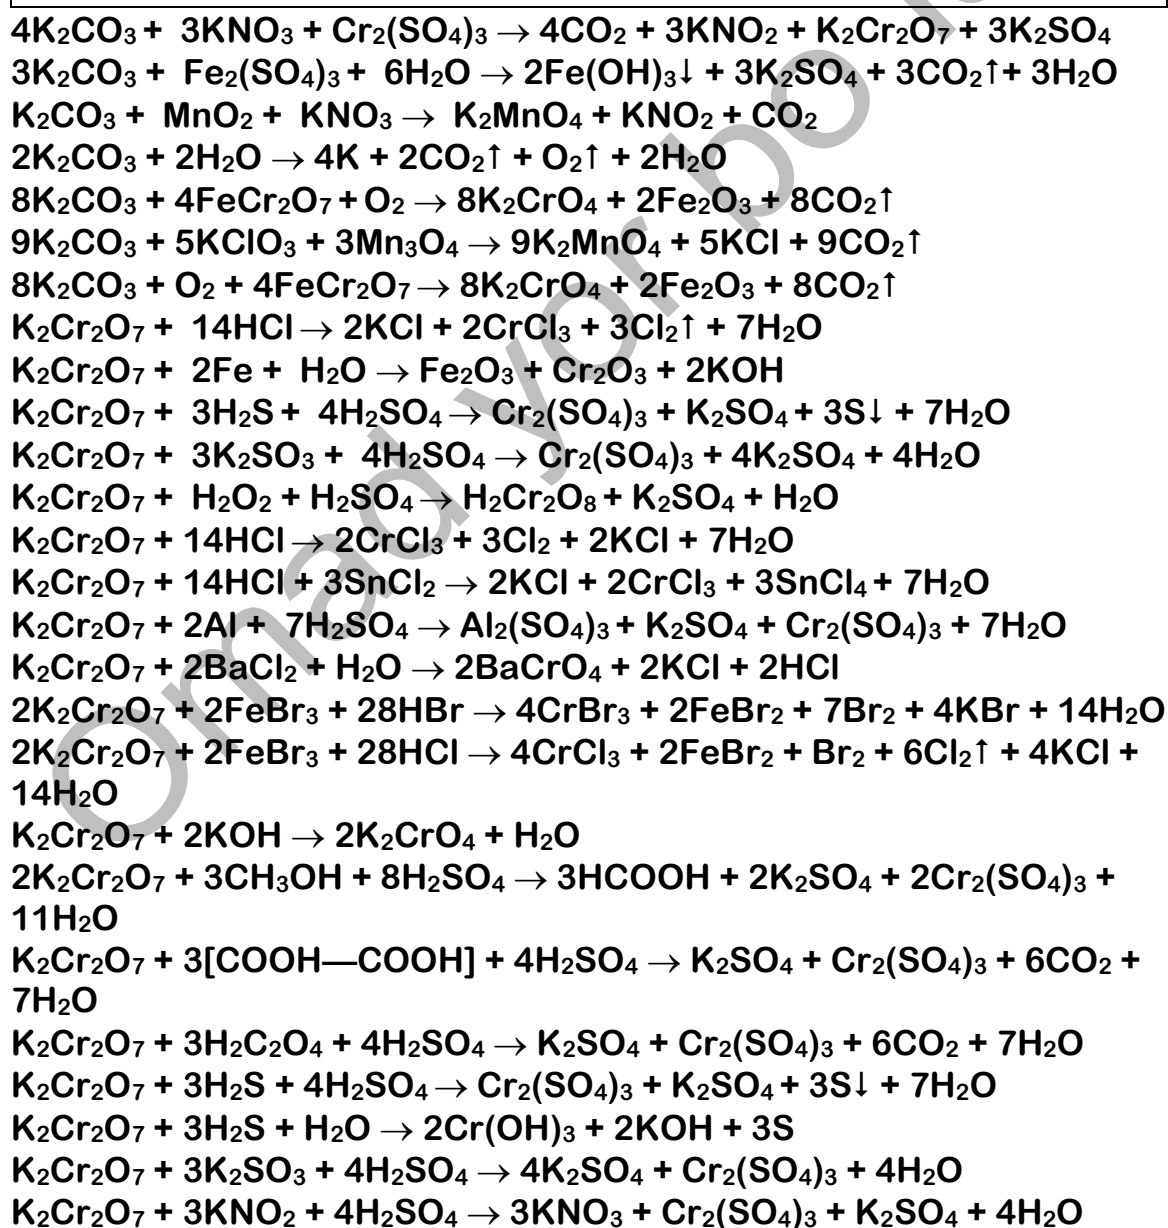 4K₂CO₃ + 3KNO₃ + Cr₂(SO₄)₃ → 4CO₂ + 3KNO₂ + K₂Cr₂O₇ + 3K₂SO₄
3K₂CO₃ + Fe₂(SO₄)₃ + 6H₂O → 2Fe(OH)₃↓ + 3K₂SO₄ + 3CO₂↑+ 3H₂O
K₂CO₃ + MnO₂ + KNO₃ → K₂MnO₄ + KNO₂ + CO₂
2K₂CO₃ + 2H₂O → 4K + 2CO₂↑ + O₂↑ + 2H₂O
8K₂CO₃ + 4FeCr₂O₇ + O₂ → 8K₂CrO₄ + 2Fe₂O₃ + 8CO₂↑
9K₂CO₃ + 5KClO₃ + 3Mn₃O₄ → 9K₂MnO₄ + 5KCl + 9CO₂↑
8K₂CO₃ + O₂ + 4FeCr₂O₇ → 8K₂CrO₄ + 2Fe₂O₃ + 8CO₂↑
K₂Cr₂O₇ + 14HCl → 2KCl + 2CrCl₃ + 3Cl₂↑ + 7H₂O
K₂Cr₂O₇ + 2Fe + H₂O → Fe₂O₃ + Cr₂O₃ + 2KOH
K₂Cr₂O₇ + 3H₂S + 4H₂SO₄ → Cr₂(SO₄)₃ + K₂SO₄ + 3S↓ + 7H₂O
K₂Cr₂O₇ + 3K₂SO₃ + 4H₂SO₄ → Cr₂(SO₄)₃ + 4K₂SO₄ + 4H₂O
K₂Cr₂O₇ + H₂O₂ + H₂SO₄ → H₂Cr₂O₈ + K₂SO₄ + H₂O
K₂Cr₂O₇ + 14HCl → 2CrCl₃ + 3Cl₂ + 2KCl + 7H₂O
K₂Cr₂O₇ + 14HCl + 3SnCl₂ → 2KCl + 2CrCl₃ + 3SnCl₄ + 7H₂O
K₂Cr₂O₇ + 2Al + 7H₂SO₄ → Al₂(SO₄)₃ + K₂SO₄ + Cr₂(SO₄)₃ + 7H₂O
K₂Cr₂O₇ + 2BaCl₂ + H₂O → 2BaCrO₄ + 2KCl + 2HCl
2K₂Cr₂O₇ + 2FeBr₃ + 28HBr → 4CrBr₃ + 2FeBr₂ + 7Br₂ + 4KBr + 14H₂O
2K₂Cr₂O₇ + 2FeBr₃ + 28HCl → 4CrCl₃ + 2FeBr₂ + Br₂ + 6Cl₂↑ + 4KCl +
14H₂O
K₂Cr₂O₇ + 2KOH → 2K₂CrO₄ + H₂O
2K₂Cr₂O₇ + 3CH₃OH + 8H₂SO₄ → 3HCOOH + 2K₂SO₄ + 2Cr₂(SO₄)₃ +
11H₂O
K₂Cr₂O₇ + 3[COOH—COOH] + 4H₂SO₄ → K₂SO₄ + Cr₂(SO₄)₃ + 6CO₂ +
7H₂O
K₂Cr₂O₇ + 3H₂C₂O₄ + 4H₂SO₄ → K₂SO₄ + Cr₂(SO₄)₃ + 6CO₂ + 7H₂O
K₂Cr₂O₇ + 3H₂S + 4H₂SO₄ → Cr₂(SO₄)₃ + K₂SO₄ + 3S↓ + 7H₂O
K₂Cr₂O₇ + 3H₂S + H₂O → 2Cr(OH)₃ + 2KOH + 3S
K₂Cr₂O₇ + 3K₂SO₃ + 4H₂SO₄ → 4K₂SO₄ + Cr₂(SO₄)₃ + 4H₂O
K₂Cr₂O₇ + 3KNO₂ + 4H₂SO₄ → 3KNO₃ + Cr₂(SO₄)₃ + K₂SO₄ + 4H₂O
Omad yor bo